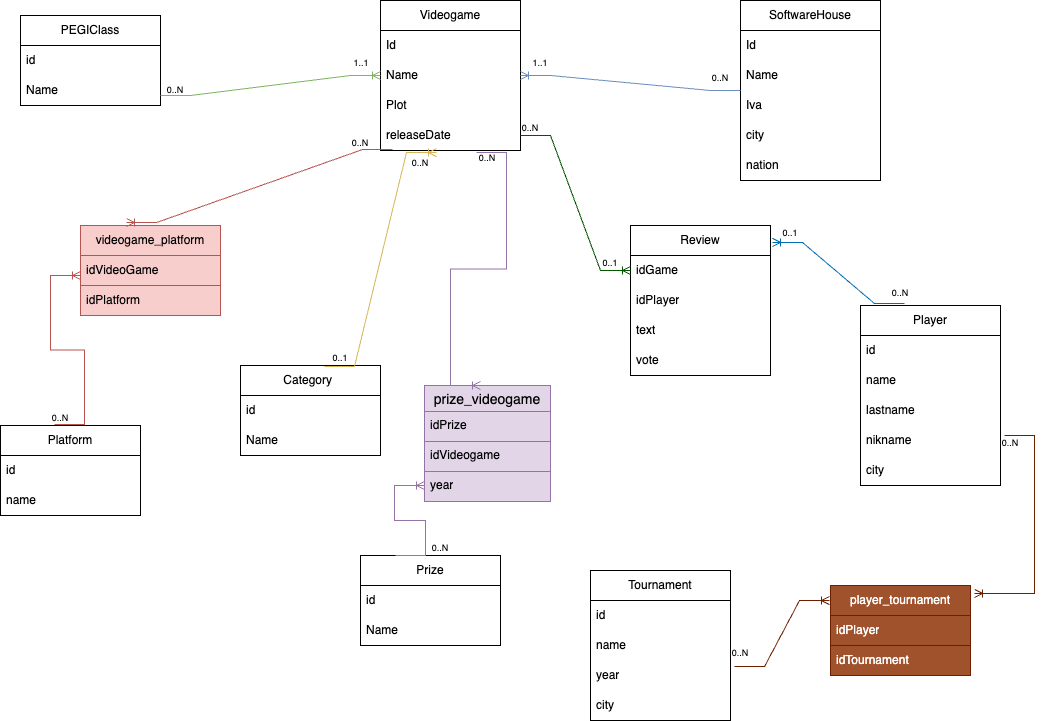 PEGIClass
id
Name
0..N
1..1
Videogame
Id
Name
Plot
releaseDate
1..1
0..N
SoftwareHouse
Id
Name
Iva
city
nation
0..N
0..N
0..N
0..N
videogame_platform
idVideoGame
idPlatform
0..N
Platform
id
name
0..1
Category
id
Name
prize_videogame
idPrize
idVideogame
year
0..N
Prize
id
Name
0..1
Review
idGame
idPlayer
text
vote
0..1
0..N
Player
id
name
lastname
nikname
city
0..N
Tournament
id
name
year
city
0..N
player_tournament
idPlayer
idTournament